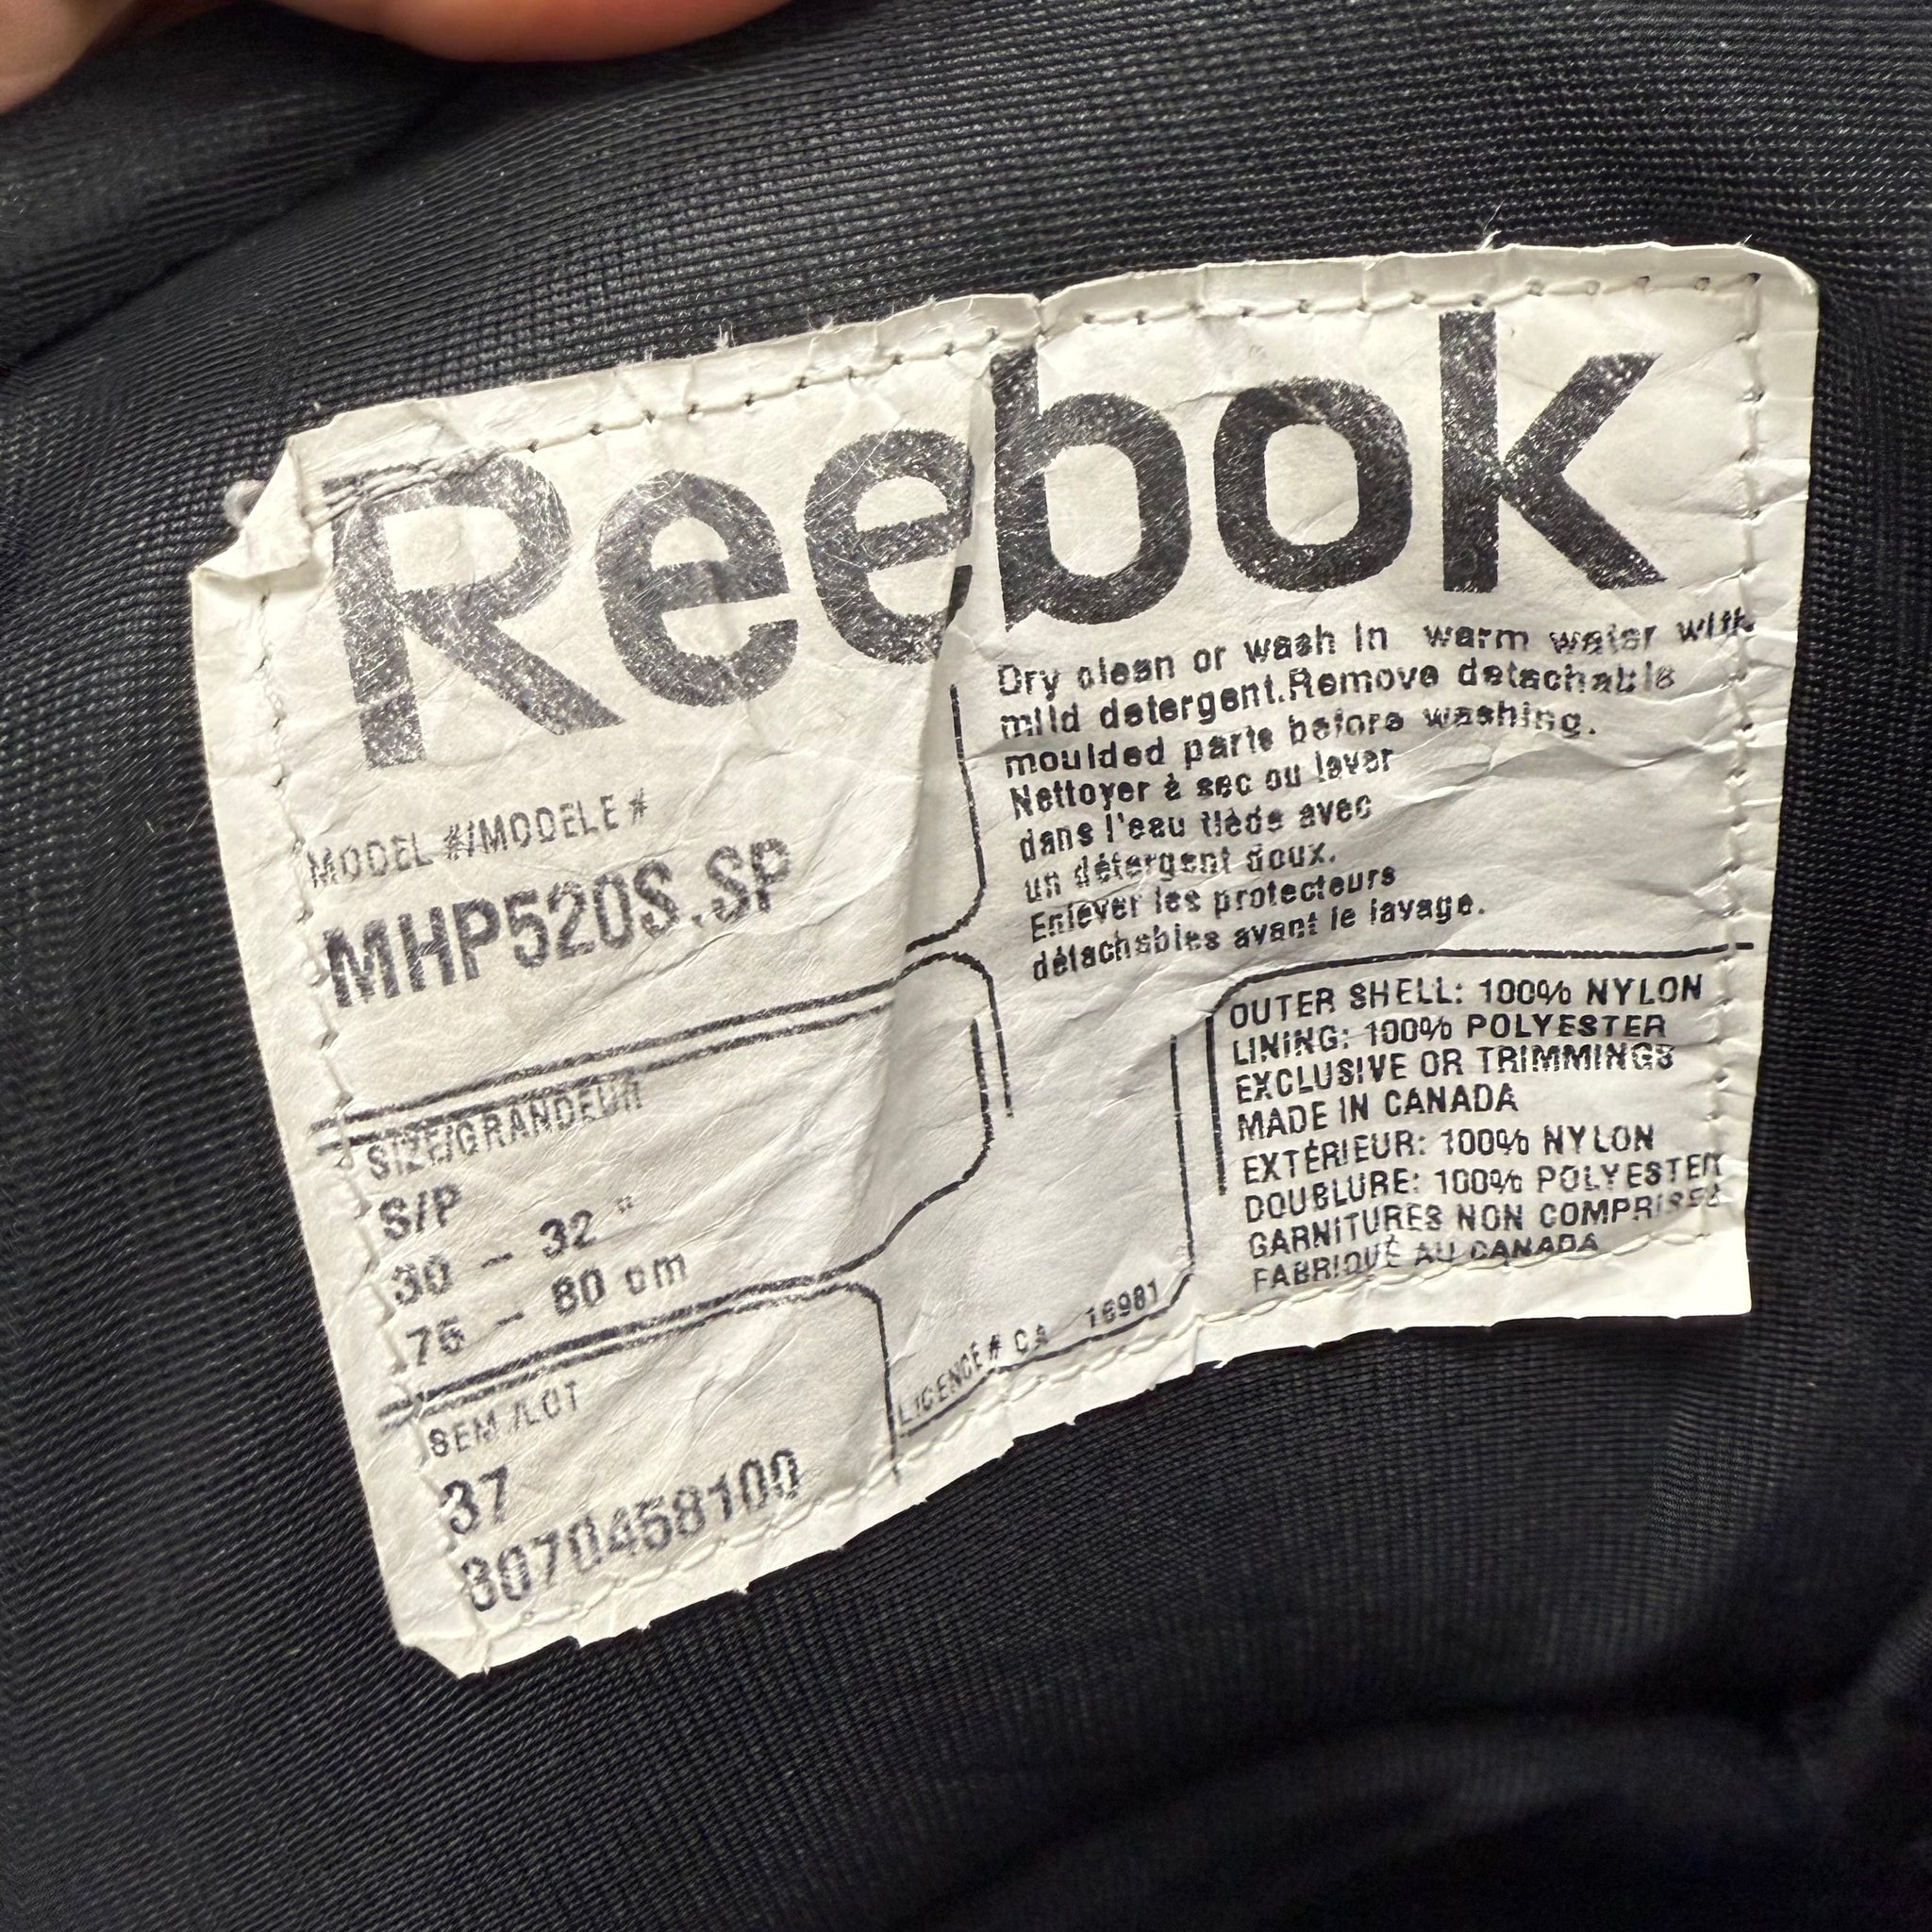 Reebok
MODEL #/MODELE #
MHP520S.SP
SIZE/GRANDEUR
S/P
30 - 32 "
76 - 80 cm
SEM /LOT
37
3070458100
Dry clean or wash in warm water with
mild detergent.Remove detachable
moulded parts before washing.
Nettoyer à sec ou laver
dans l'eau tiède avec
un détergent doux.
Enlever les protecteurs
détachables avant le lavage.
LICENCE # CA 16981
OUTER SHELL: 100% NYLON
LINING: 100% POLYESTER
EXCLUSIVE OR TRIMMINGS
MADE IN CANADA
EXTÉRIEUR: 100% NYLON
DOUBLURE: 100% POLYESTER
GARNITURES NON COMPRISES
FABRIQUÉ AU CANADA